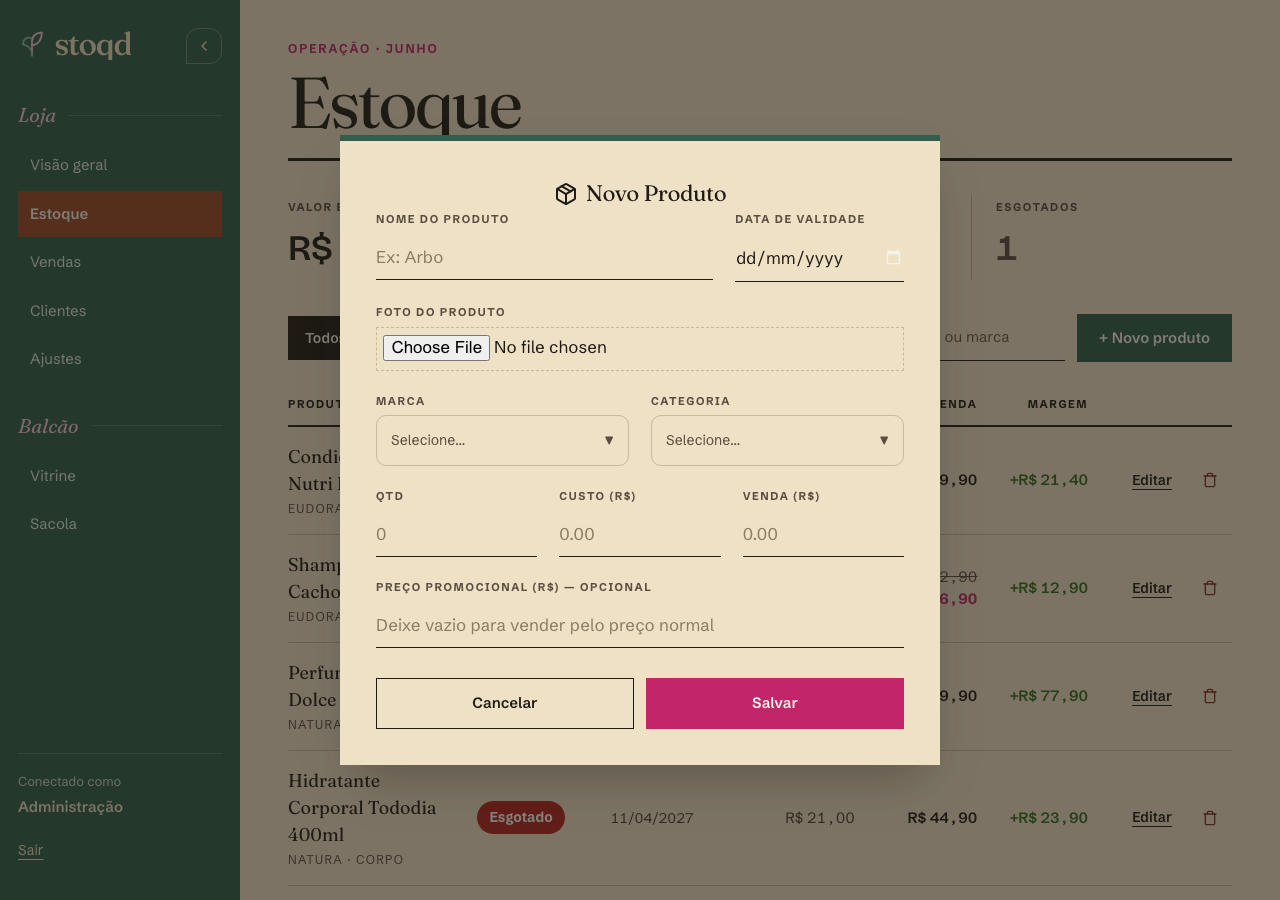 stoqd
Loja
Visão geral
Estoque
Vendas
Clientes
Ajustes
Balcão
Vitrine
Sacola
Conectado como
Administração
Sair
OPERAÇÃO · JUNHO
Estoque
R$
ESGOTADOS
1
ou marca
+ Novo produto
MARGEM
Nutri
+R$ 21,40
Editar
+R$ 12,90
Editar
Dolce
+R$ 77,90
Editar
Hidratante
Corporal Tododia
400ml
NATURA · CORPO
Esgotado
11/04/2027
R$ 21,00
R$ 44,90
+R$ 23,90
Editar
Novo Produto
NOME DO PRODUTO
DATA DE VALIDADE
Ex: Arbo
dd/mm/yyyy
FOTO DO PRODUTO
Choose File No file chosen
MARCA
CATEGORIA
Selecione...
Selecione...
QTD
CUSTO (R$)
VENDA (R$)
0
0.00
0.00
PREÇO PROMOCIONAL (R$) — OPCIONAL
Deixe vazio para vender pelo preço normal
Cancelar
Salvar